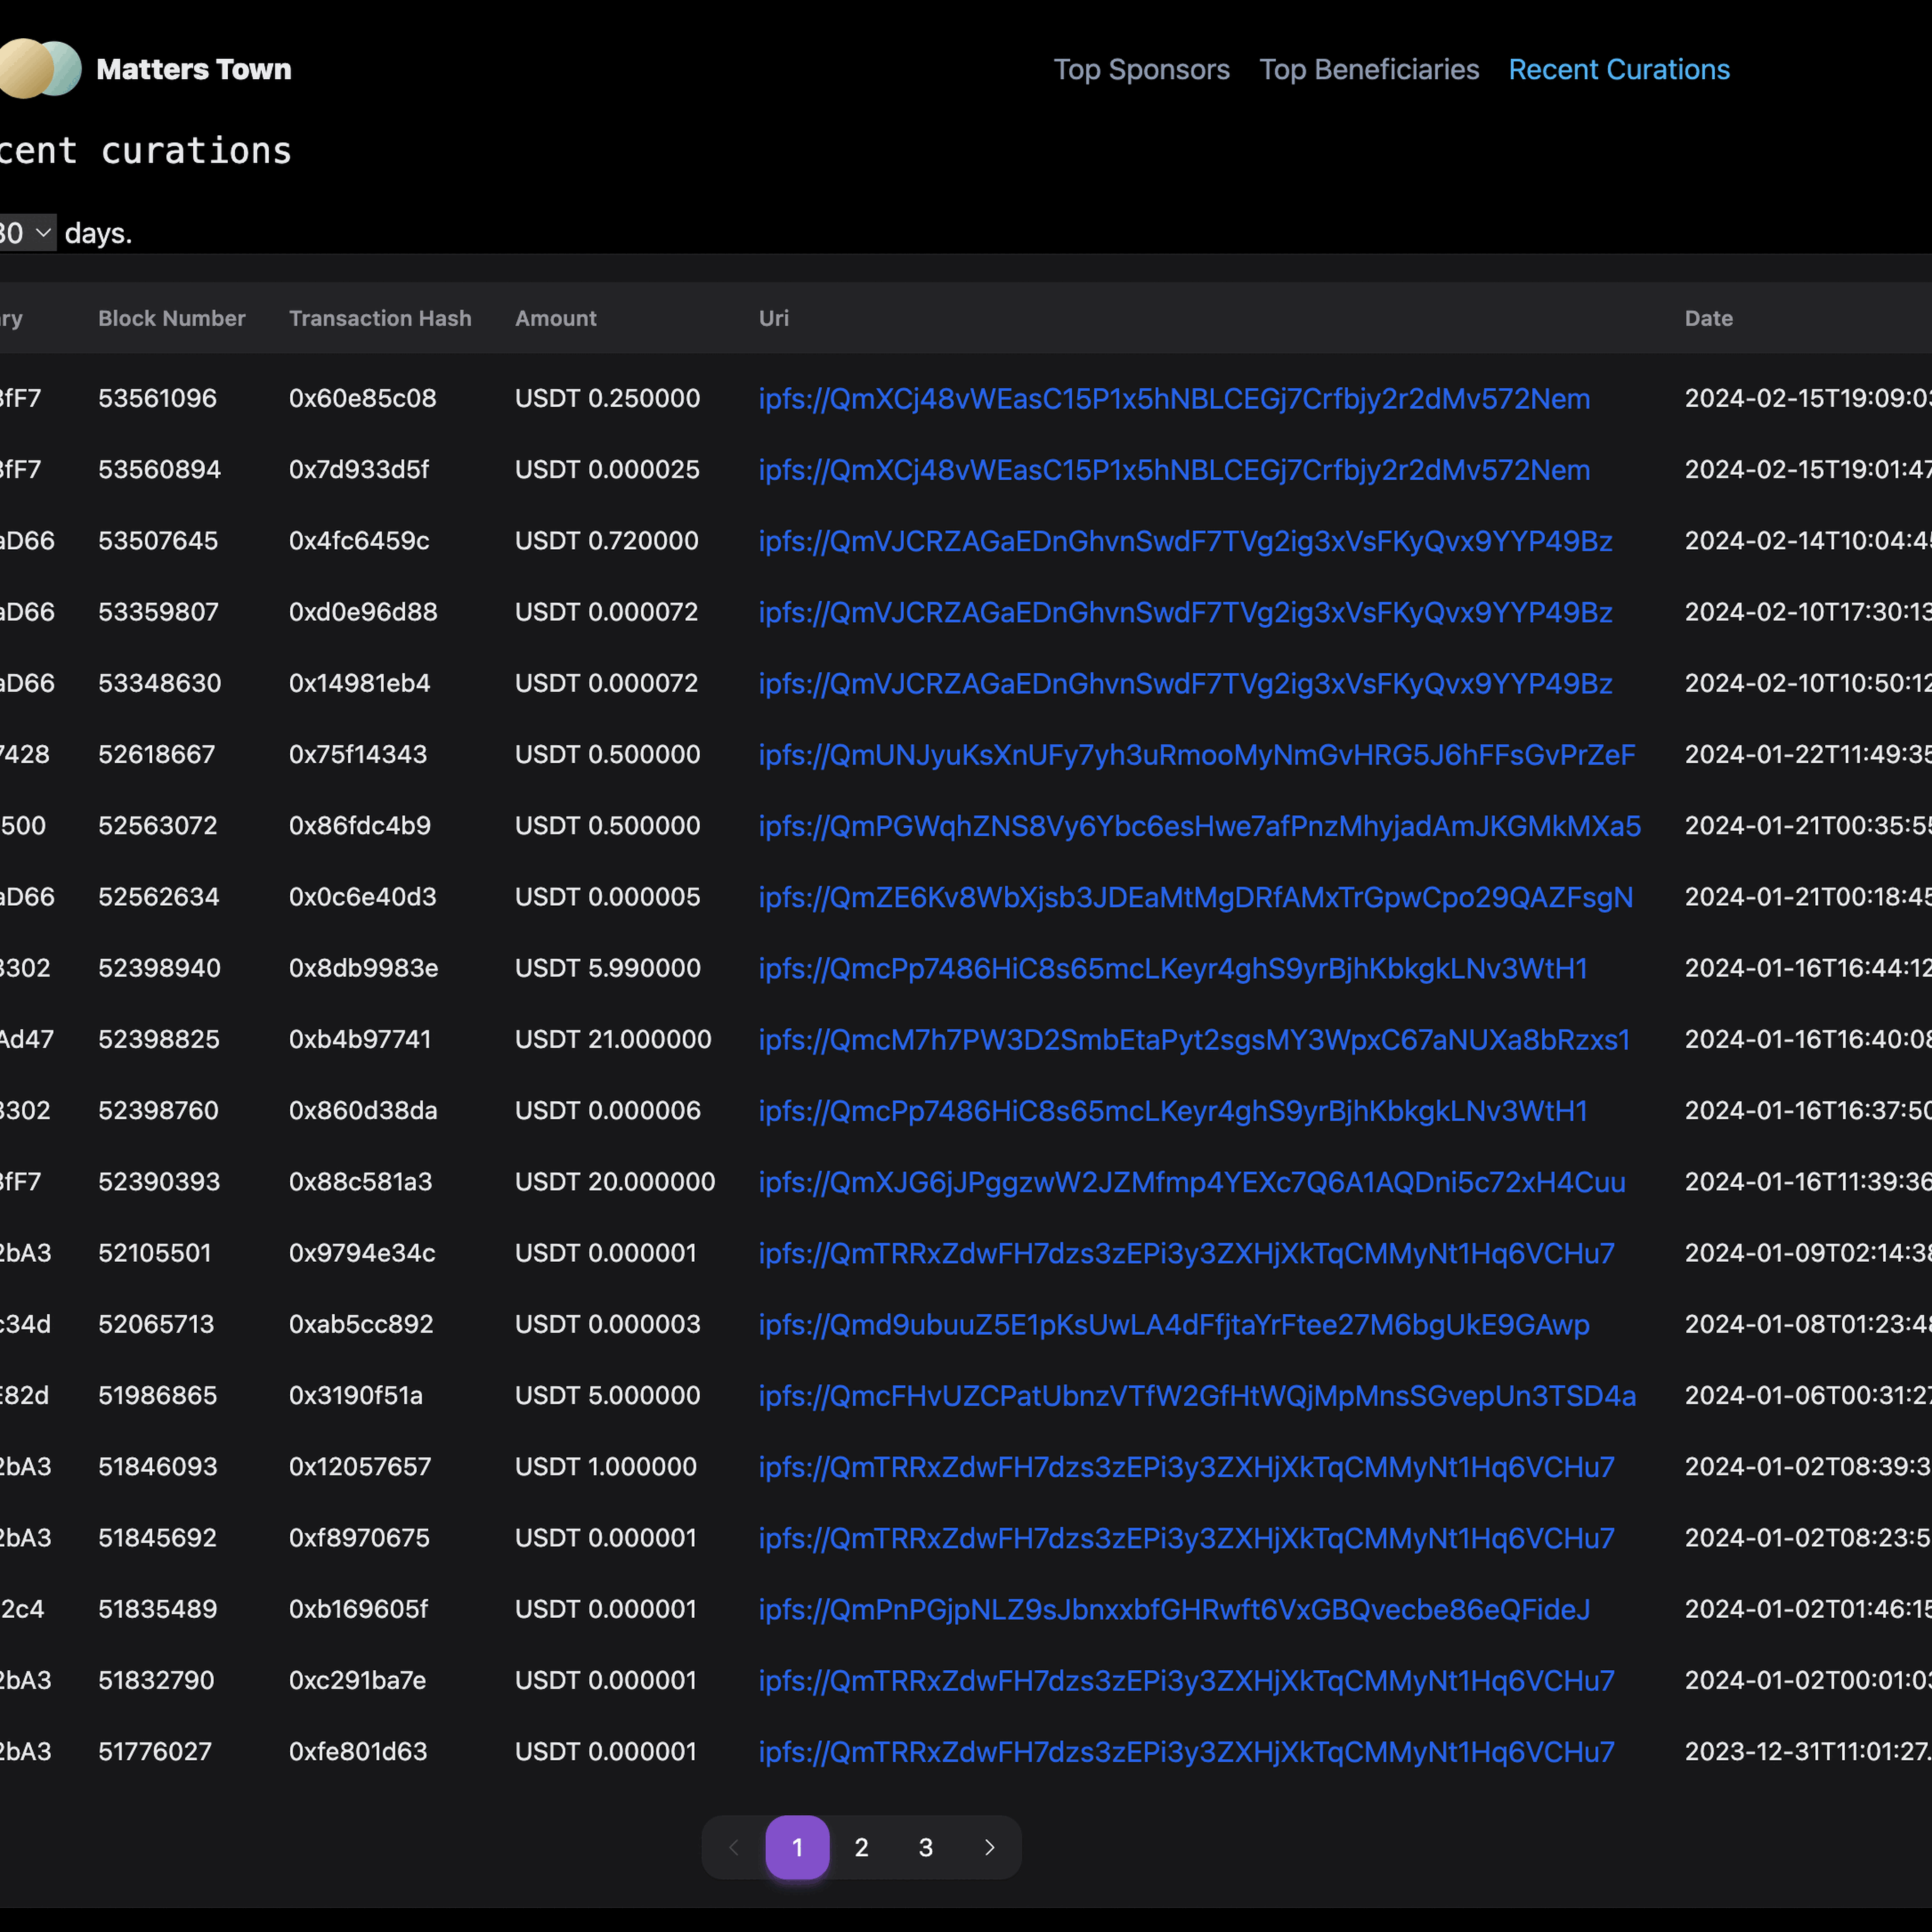 Matters Town
Top Sponsors Top Beneficiaries Recent Curations
cent curations
30 days.
ry Block Number Transaction Hash Amount Uri Date
3fF7 53561096 0x60e85c08 USDT 0.250000 ipfs://QmXCj48vWEasC15P1x5hNBLCEGj7Crfbjy2r2dMv572Nem 2024-02-15T19:09:03
3fF7 53560894 0x7d933d5f USDT 0.000025 ipfs://QmXCj48vWEasC15P1x5hNBLCEGj7Crfbjy2r2dMv572Nem 2024-02-15T19:01:47
aD66 53507645 0x4fc6459c USDT 0.720000 ipfs://QmVJCRZAGaEDnGhvnSwdF7TVg2ig3xVsFKyQvx9YYP49Bz 2024-02-14T10:04:45
aD66 53359807 0xd0e96d88 USDT 0.000072 ipfs://QmVJCRZAGaEDnGhvnSwdF7TVg2ig3xVsFKyQvx9YYP49Bz 2024-02-10T17:30:13
aD66 53348630 0x14981eb4 USDT 0.000072 ipfs://QmVJCRZAGaEDnGhvnSwdF7TVg2ig3xVsFKyQvx9YYP49Bz 2024-02-10T10:50:12
7428 52618667 0x75f14343 USDT 0.500000 ipfs://QmUNJyuKsXnUFy7yh3uRmooMyNmGvHRG5J6hFFsGvPrZeF 2024-01-22T11:49:35
500 52563072 0x86fdc4b9 USDT 0.500000 ipfs://QmPGWqhZNS8Vy6Ybc6esHwe7afPnzMhyjadAmJKGMkMXa5 2024-01-21T00:35:55
aD66 52562634 0x0c6e40d3 USDT 0.000005 ipfs://QmZE6Kv8WbXjsb3JDEaMtMgDRfAMxTrGpwCpo29QAZFsgN 2024-01-21T00:18:45
3302 52398940 0x8db9983e USDT 5.990000 ipfs://QmcPp7486HiC8s65mcLKeyr4ghS9yrBjhKbkgkLNv3WtH1 2024-01-16T16:44:12
Ad47 52398825 0xb4b97741 USDT 21.000000 ipfs://QmcM7h7PW3D2SmbEtaPyt2sgsMY3WpxC67aNUXa8bRzxs1 2024-01-16T16:40:08
3302 52398760 0x860d38da USDT 0.000006 ipfs://QmcPp7486HiC8s65mcLKeyr4ghS9yrBjhKbkgkLNv3WtH1 2024-01-16T16:37:50
3fF7 52390393 0x88c581a3 USDT 20.000000 ipfs://QmXJG6jJPggzwW2JZMfmp4YEXc7Q6A1AQDni5c72xH4Cuu 2024-01-16T11:39:36
2bA3 52105501 0x9794e34c USDT 0.000001 ipfs://QmTRRxZdwFH7dzs3zEPi3y3ZXHjXkTqCMMyNt1Hq6VCHu7 2024-01-09T02:14:38
c34d 52065713 0xab5cc892 USDT 0.000003 ipfs://Qmd9ubuuZ5E1pKsUwLA4dFfjtaYrFtee27M6bgUkE9GAwp 2024-01-08T01:23:48
E82d 51986865 0x3190f51a USDT 5.000000 ipfs://QmcFHvUZCPatUbnzVTfW2GfHtWQjMpMnsSGvepUn3TSD4a 2024-01-06T00:31:27
2bA3 51846093 0x12057657 USDT 1.000000 ipfs://QmTRRxZdwFH7dzs3zEPi3y3ZXHjXkTqCMMyNt1Hq6VCHu7 2024-01-02T08:39:3
2bA3 51845692 0xf8970675 USDT 0.000001 ipfs://QmTRRxZdwFH7dzs3zEPi3y3ZXHjXkTqCMMyNt1Hq6VCHu7 2024-01-02T08:23:5
2c4 51835489 0xb169605f USDT 0.000001 ipfs://QmPnPGjpNLZ9sJbnxxbfGHRwft6VxGBQvecbe86eQFideJ 2024-01-02T01:46:15
2bA3 51832790 0xc291ba7e USDT 0.000001 ipfs://QmTRRxZdwFH7dzs3zEPi3y3ZXHjXkTqCMMyNt1Hq6VCHu7 2024-01-02T00:01:03
2bA3 51776027 0xfe801d63 USDT 0.000001 ipfs://QmTRRxZdwFH7dzs3zEPi3y3ZXHjXkTqCMMyNt1Hq6VCHu7 2023-12-31T11:01:27.
1 2 3